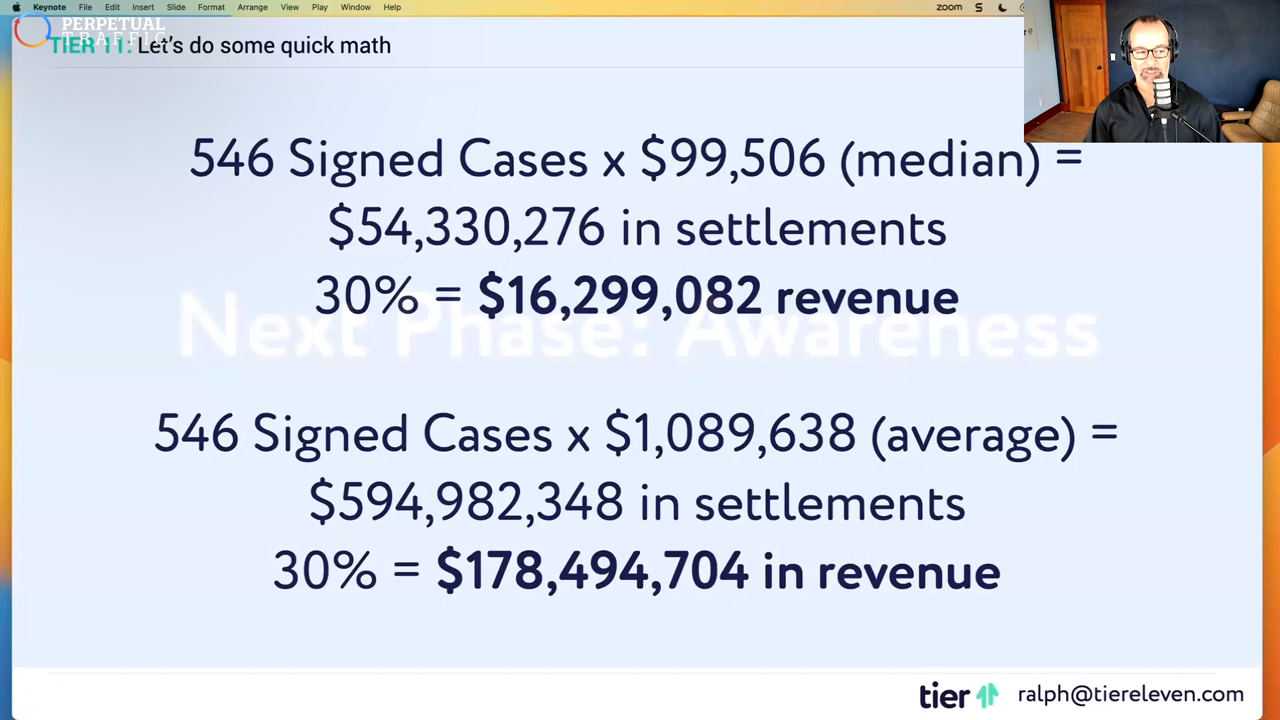 Keynote File Edit Insert Slide Format Arrange View Play Window Help zoom S
PERPETUAL
TRAFFIC
TIER 11: Let's do some quick math
546 Signed Cases x $99,506 (median) =
$54,330,276 in settlements
30% = $16,299,082 revenue
Next Phase: Awareness
546 Signed Cases x $1,089,638 (average) =
$594,982,348 in settlements
30% = $178,494,704 in revenue
tier 11 ralph@tiereleven.com